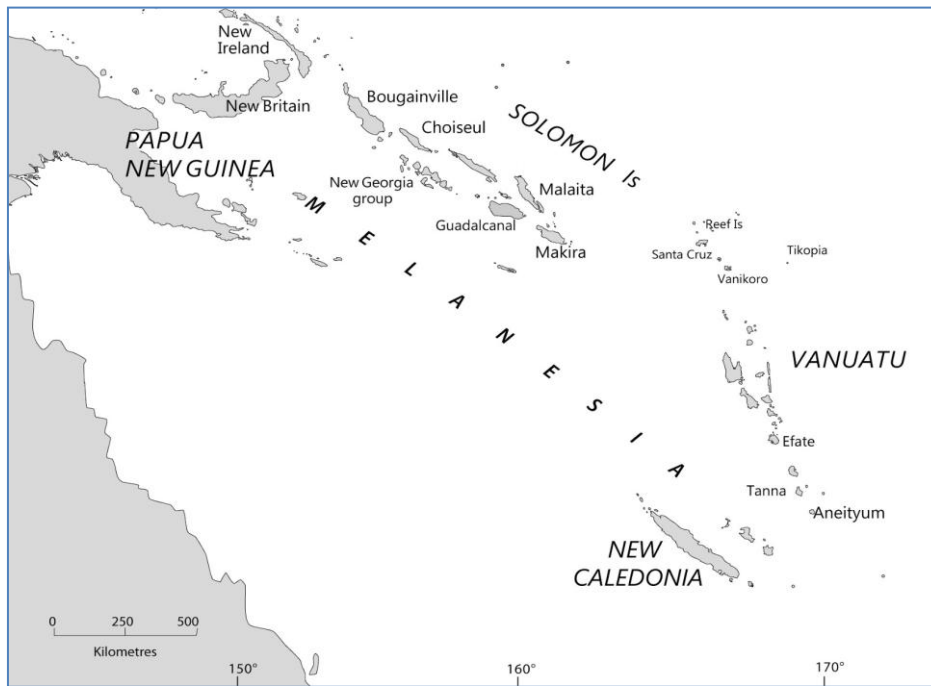 New
Ireland
New Britain
Bougainville
Choiseul
SOLOMON Is
PAPUA
NEW GUINEA
New Georgia
group
Malaita
Guadalcanal
Makira
Reef Is
Santa Cruz
Tikopia
Vanikoro
MELANESIA
VANUATU
Efate
Tanna
Aneityum
NEW
CALEDONIA
0 250 500
Kilometres
150° 160° 170°